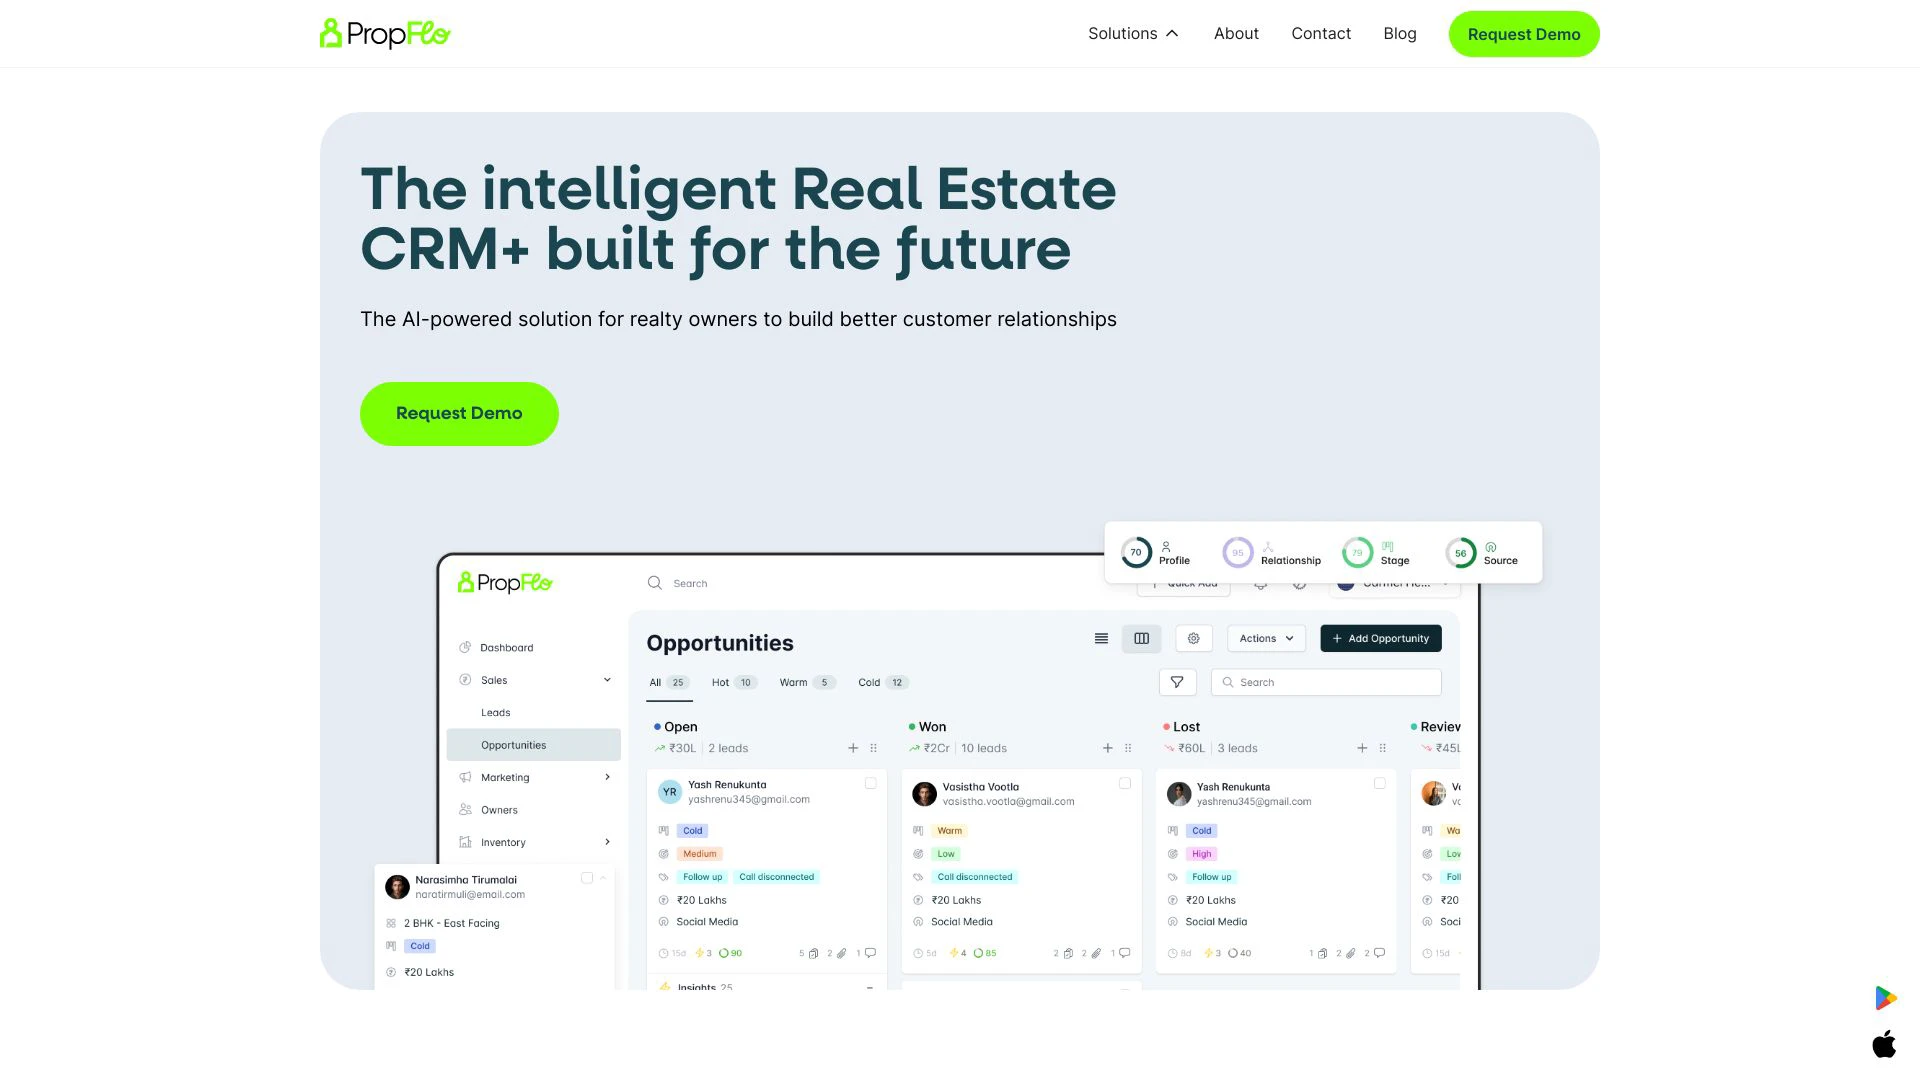 PropFlo
Solutions
About
Contact
Blog
Request Demo
The intelligent Real Estate
CRM+ built for the future
The AI-powered solution for realty owners to build better customer relationships
Request Demo
70
Profile
95
Relationship
79
Stage
56
Source
PropFlo
Search
Quick Add
Dashboard
Sales
Leads
Opportunities
Marketing
Owners
Inventory
Opportunities
Actions
+ Add Opportunity
All 25
Hot 10
Warm 5
Cold 12
Search
Open
₹30L | 2 leads
Won
₹2Cr | 10 leads
Lost
₹60L | 3 leads
Review
₹45L
YR
Yash Renukunta
yashrenu345@gmail.com
Cold
Medium
Follow up
Call disconnected
₹20 Lakhs
Social Media
15d
3
90
5
2
1
Insights 25
Vasistha Vootla
vasistha.vootla@gmail.com
Warm
Low
Call disconnected
₹20 Lakhs
Social Media
5d
4
85
2
2
1
Yash Renukunta
yashrenu345@gmail.com
Cold
High
Follow up
₹20 Lakhs
Social Media
8d
3
40
1
2
2
₹20
15d
Narasimha Tirumalai
naratirmuli@email.com
2 BHK - East Facing
Cold
₹20 Lakhs